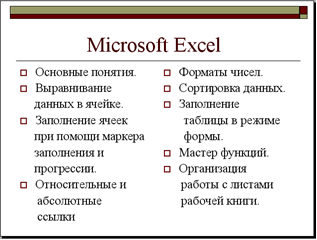 Microsoft Excel
Основные понятия.
Выравнивание
данных в ячейке.
Заполнение ячеек
при помощи маркера
заполнения и
прогрессии.
Относительные и
абсолютные
ссылки
Форматы чисел.
Сортировка данных.
Заполнение
таблицы в режиме
формы.
Мастер функций.
Организация
работы с листами
рабочей книги.